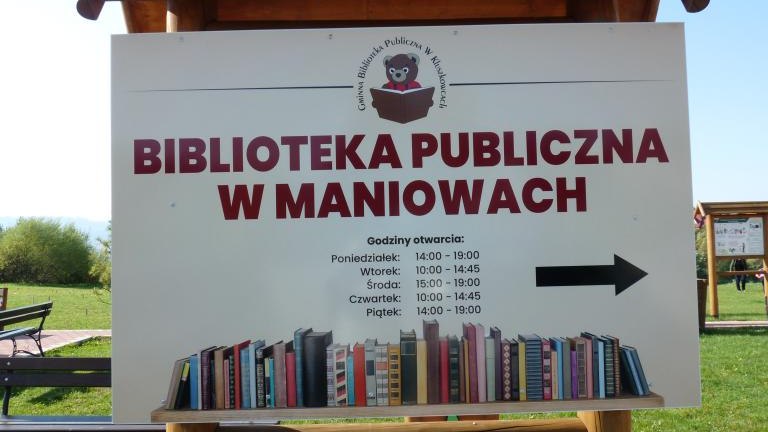 Gminna Biblioteka Publiczna W Kluszkowcach
BIBLIOTEKA PUBLICZNA
W MANIOWACH
Godziny otwarcia:
Poniedziałek: 14:00 - 19:00
Wtorek: 10:00 - 14:45
Środa: 15:00 - 19:00
Czwartek: 10:00 - 14:45
Piątek: 14:00 - 19:00